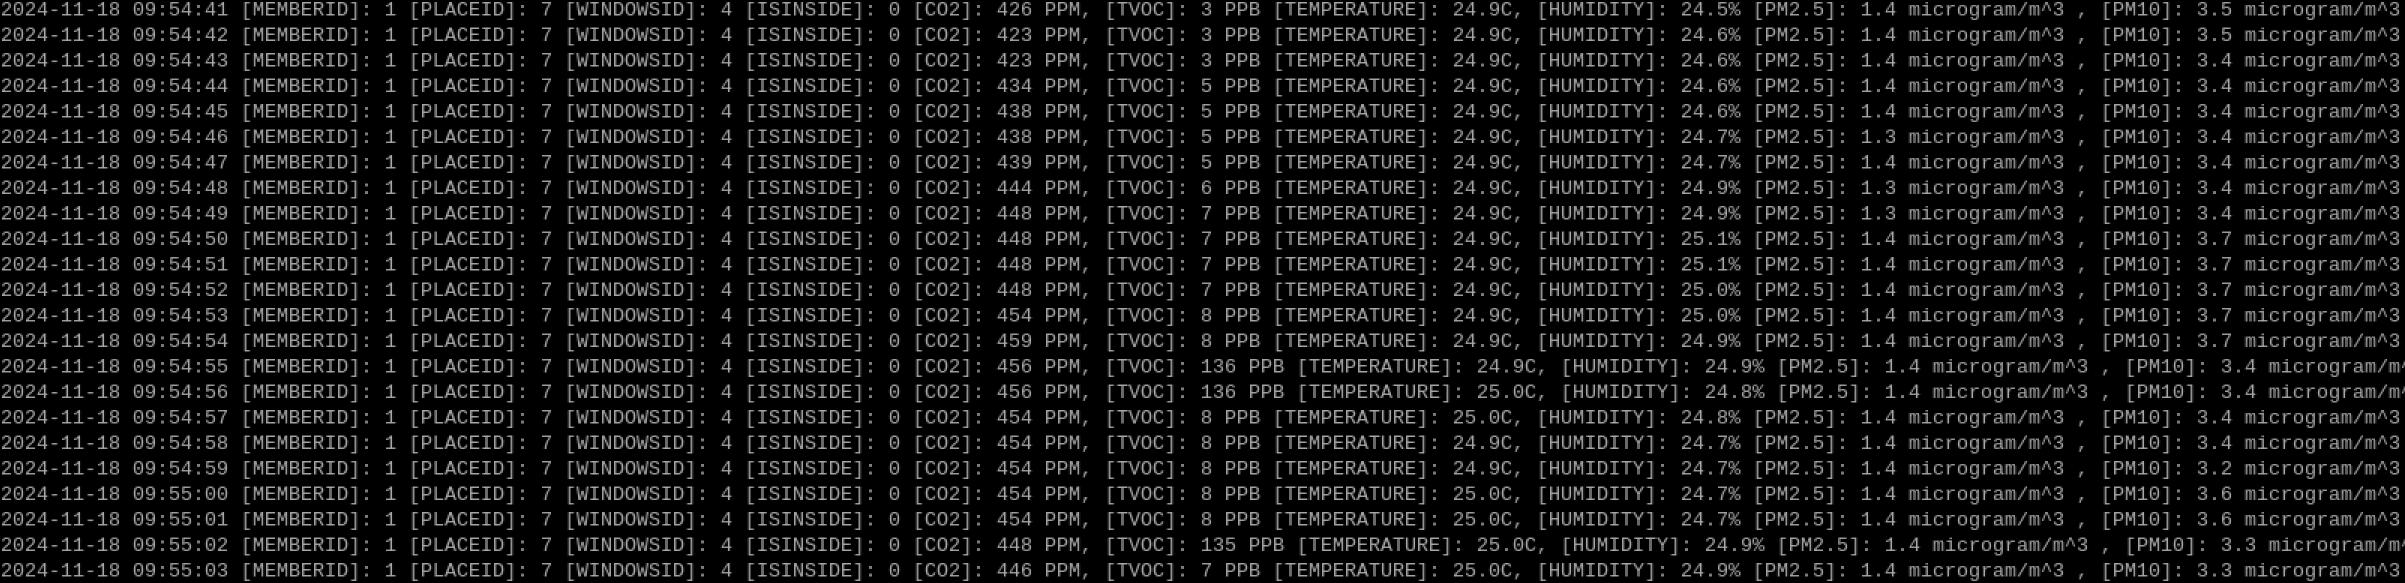 2024-11-18 09:54:41 [MEMBERID]: 1 [PLACEID]: 7 [WINDOWSID]: 4 [ISINSIDE]: 0 [CO2]: 426 PPM, [TVOC]: 3 PPB [TEMPERATURE]: 24.9C, [HUMIDITY]: 24.5% [PM2.5]: 1.4 microgram/m^3 , [PM10]: 3.5 microgram/m^3
2024-11-18 09:54:42 [MEMBERID]: 1 [PLACEID]: 7 [WINDOWSID]: 4 [ISINSIDE]: 0 [CO2]: 423 PPM, [TVOC]: 3 PPB [TEMPERATURE]: 24.9C, [HUMIDITY]: 24.6% [PM2.5]: 1.4 microgram/m^3 , [PM10]: 3.5 microgram/m^3
2024-11-18 09:54:43 [MEMBERID]: 1 [PLACEID]: 7 [WINDOWSID]: 4 [ISINSIDE]: 0 [CO2]: 423 PPM, [TVOC]: 3 PPB [TEMPERATURE]: 24.9C, [HUMIDITY]: 24.6% [PM2.5]: 1.4 microgram/m^3 , [PM10]: 3.4 microgram/m^3
2024-11-18 09:54:44 [MEMBERID]: 1 [PLACEID]: 7 [WINDOWSID]: 4 [ISINSIDE]: 0 [CO2]: 434 PPM, [TVOC]: 5 PPB [TEMPERATURE]: 24.9C, [HUMIDITY]: 24.6% [PM2.5]: 1.4 microgram/m^3 , [PM10]: 3.4 microgram/m^3
2024-11-18 09:54:45 [MEMBERID]: 1 [PLACEID]: 7 [WINDOWSID]: 4 [ISINSIDE]: 0 [CO2]: 438 PPM, [TVOC]: 5 PPB [TEMPERATURE]: 24.9C, [HUMIDITY]: 24.6% [PM2.5]: 1.4 microgram/m^3 , [PM10]: 3.4 microgram/m^3
2024-11-18 09:54:46 [MEMBERID]: 1 [PLACEID]: 7 [WINDOWSID]: 4 [ISINSIDE]: 0 [CO2]: 438 PPM, [TVOC]: 5 PPB [TEMPERATURE]: 24.9C, [HUMIDITY]: 24.7% [PM2.5]: 1.3 microgram/m^3 , [PM10]: 3.4 microgram/m^3
2024-11-18 09:54:47 [MEMBERID]: 1 [PLACEID]: 7 [WINDOWSID]: 4 [ISINSIDE]: 0 [CO2]: 439 PPM, [TVOC]: 5 PPB [TEMPERATURE]: 24.9C, [HUMIDITY]: 24.7% [PM2.5]: 1.4 microgram/m^3 , [PM10]: 3.4 microgram/m^3
2024-11-18 09:54:48 [MEMBERID]: 1 [PLACEID]: 7 [WINDOWSID]: 4 [ISINSIDE]: 0 [CO2]: 444 PPM, [TVOC]: 6 PPB [TEMPERATURE]: 24.9C, [HUMIDITY]: 24.9% [PM2.5]: 1.3 microgram/m^3 , [PM10]: 3.4 microgram/m^3
2024-11-18 09:54:49 [MEMBERID]: 1 [PLACEID]: 7 [WINDOWSID]: 4 [ISINSIDE]: 0 [CO2]: 448 PPM, [TVOC]: 7 PPB [TEMPERATURE]: 24.9C, [HUMIDITY]: 24.9% [PM2.5]: 1.3 microgram/m^3 , [PM10]: 3.4 microgram/m^3
2024-11-18 09:54:50 [MEMBERID]: 1 [PLACEID]: 7 [WINDOWSID]: 4 [ISINSIDE]: 0 [CO2]: 448 PPM, [TVOC]: 7 PPB [TEMPERATURE]: 24.9C, [HUMIDITY]: 25.1% [PM2.5]: 1.4 microgram/m^3 , [PM10]: 3.7 microgram/m^3
2024-11-18 09:54:51 [MEMBERID]: 1 [PLACEID]: 7 [WINDOWSID]: 4 [ISINSIDE]: 0 [CO2]: 448 PPM, [TVOC]: 7 PPB [TEMPERATURE]: 24.9C, [HUMIDITY]: 25.1% [PM2.5]: 1.4 microgram/m^3 , [PM10]: 3.7 microgram/m^3
2024-11-18 09:54:52 [MEMBERID]: 1 [PLACEID]: 7 [WINDOWSID]: 4 [ISINSIDE]: 0 [CO2]: 448 PPM, [TVOC]: 7 PPB [TEMPERATURE]: 24.9C, [HUMIDITY]: 25.0% [PM2.5]: 1.4 microgram/m^3 , [PM10]: 3.7 microgram/m^3
2024-11-18 09:54:53 [MEMBERID]: 1 [PLACEID]: 7 [WINDOWSID]: 4 [ISINSIDE]: 0 [CO2]: 454 PPM, [TVOC]: 8 PPB [TEMPERATURE]: 24.9C, [HUMIDITY]: 25.0% [PM2.5]: 1.4 microgram/m^3 , [PM10]: 3.7 microgram/m^3
2024-11-18 09:54:54 [MEMBERID]: 1 [PLACEID]: 7 [WINDOWSID]: 4 [ISINSIDE]: 0 [CO2]: 459 PPM, [TVOC]: 8 PPB [TEMPERATURE]: 24.9C, [HUMIDITY]: 24.9% [PM2.5]: 1.4 microgram/m^3 , [PM10]: 3.7 microgram/m^3
2024-11-18 09:54:55 [MEMBERID]: 1 [PLACEID]: 7 [WINDOWSID]: 4 [ISINSIDE]: 0 [CO2]: 456 PPM, [TVOC]: 136 PPB [TEMPERATURE]: 24.9C, [HUMIDITY]: 24.9% [PM2.5]: 1.4 microgram/m^3 , [PM10]: 3.4 microgram/m^
2024-11-18 09:54:56 [MEMBERID]: 1 [PLACEID]: 7 [WINDOWSID]: 4 [ISINSIDE]: 0 [CO2]: 456 PPM, [TVOC]: 136 PPB [TEMPERATURE]: 25.0C, [HUMIDITY]: 24.8% [PM2.5]: 1.4 microgram/m^3 , [PM10]: 3.4 microgram/m^
2024-11-18 09:54:57 [MEMBERID]: 1 [PLACEID]: 7 [WINDOWSID]: 4 [ISINSIDE]: 0 [CO2]: 454 PPM, [TVOC]: 8 PPB [TEMPERATURE]: 25.0C, [HUMIDITY]: 24.8% [PM2.5]: 1.4 microgram/m^3 , [PM10]: 3.4 microgram/m^3
2024-11-18 09:54:58 [MEMBERID]: 1 [PLACEID]: 7 [WINDOWSID]: 4 [ISINSIDE]: 0 [CO2]: 454 PPM, [TVOC]: 8 PPB [TEMPERATURE]: 24.9C, [HUMIDITY]: 24.7% [PM2.5]: 1.4 microgram/m^3 , [PM10]: 3.4 microgram/m^3
2024-11-18 09:54:59 [MEMBERID]: 1 [PLACEID]: 7 [WINDOWSID]: 4 [ISINSIDE]: 0 [CO2]: 454 PPM, [TVOC]: 8 PPB [TEMPERATURE]: 24.9C, [HUMIDITY]: 24.7% [PM2.5]: 1.4 microgram/m^3 , [PM10]: 3.2 microgram/m^3
2024-11-18 09:55:00 [MEMBERID]: 1 [PLACEID]: 7 [WINDOWSID]: 4 [ISINSIDE]: 0 [CO2]: 454 PPM, [TVOC]: 8 PPB [TEMPERATURE]: 25.0C, [HUMIDITY]: 24.7% [PM2.5]: 1.4 microgram/m^3 , [PM10]: 3.6 microgram/m^3
2024-11-18 09:55:01 [MEMBERID]: 1 [PLACEID]: 7 [WINDOWSID]: 4 [ISINSIDE]: 0 [CO2]: 454 PPM, [TVOC]: 8 PPB [TEMPERATURE]: 25.0C, [HUMIDITY]: 24.7% [PM2.5]: 1.4 microgram/m^3 , [PM10]: 3.6 microgram/m^3
2024-11-18 09:55:02 [MEMBERID]: 1 [PLACEID]: 7 [WINDOWSID]: 4 [ISINSIDE]: 0 [CO2]: 448 PPM, [TVOC]: 135 PPB [TEMPERATURE]: 25.0C, [HUMIDITY]: 24.9% [PM2.5]: 1.4 microgram/m^3 , [PM10]: 3.3 microgram/m^
2024-11-18 09:55:03 [MEMBERID]: 1 [PLACEID]: 7 [WINDOWSID]: 4 [ISINSIDE]: 0 [CO2]: 446 PPM, [TVOC]: 7 PPB [TEMPERATURE]: 25.0C, [HUMIDITY]: 24.9% [PM2.5]: 1.4 microgram/m^3 , [PM10]: 3.3 microgram/m^3